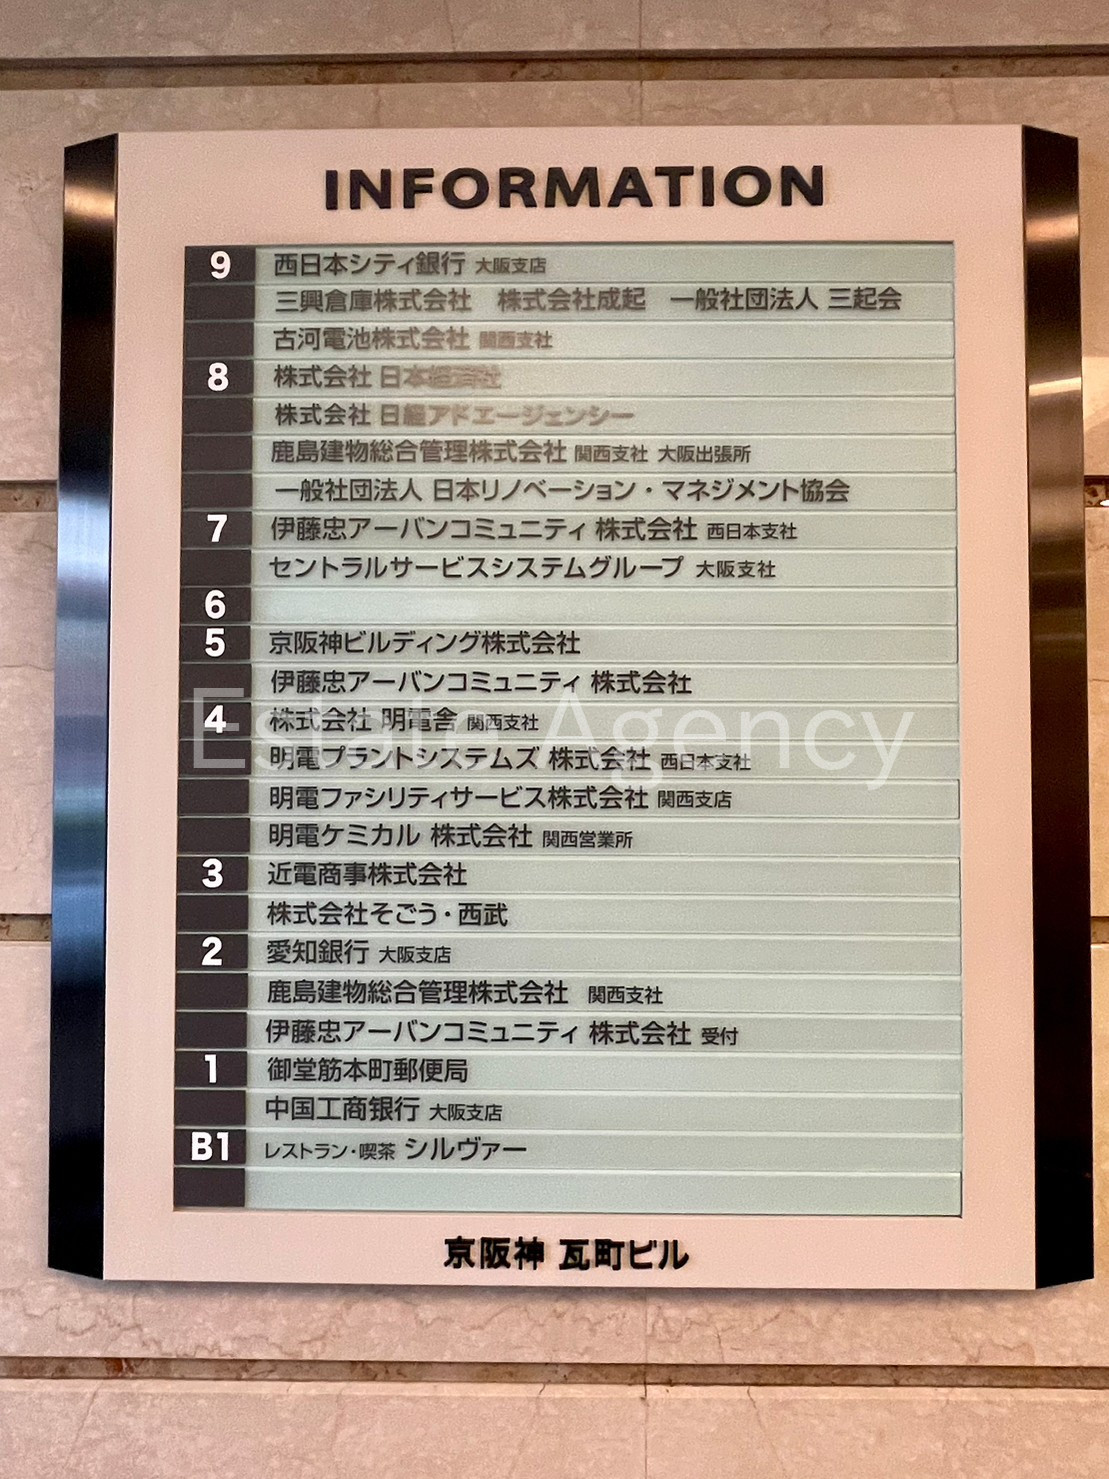 INFORMATION
9 西日本シティ銀行 大阪支店
三興倉庫株式会社 株式会社成起 一般社団法人 三起会
古河電池株式会社 関西支社
8 株式会社 日本経済社
株式会社 日経アドエージェンシー
鹿島建物総合管理株式会社 関西支社 大阪出張所
一般社団法人 日本リノベーション・マネジメント協会
7 伊藤忠アーバンコミュニティ 株式会社 西日本支社
セントラルサービスシステムグループ 大阪支社
6
5 京阪神ビルディング株式会社
伊藤忠アーバンコミュニティ 株式会社
4 株式会社 明電舎 関西支社
明電プラントシステムズ 株式会社 西日本支社
明電ファシリティサービス株式会社 関西支店
明電ケミカル 株式会社 関西営業所
3 近電商事株式会社
株式会社そごう・西武
2 愛知銀行 大阪支店
鹿島建物総合管理株式会社 関西支社
伊藤忠アーバンコミュニティ 株式会社 受付
1 御堂筋本町郵便局
中国工商银行 大阪支店
B1 レストラン・喫茶 シルヴァー
京阪神 瓦町ビル
Estate Agency